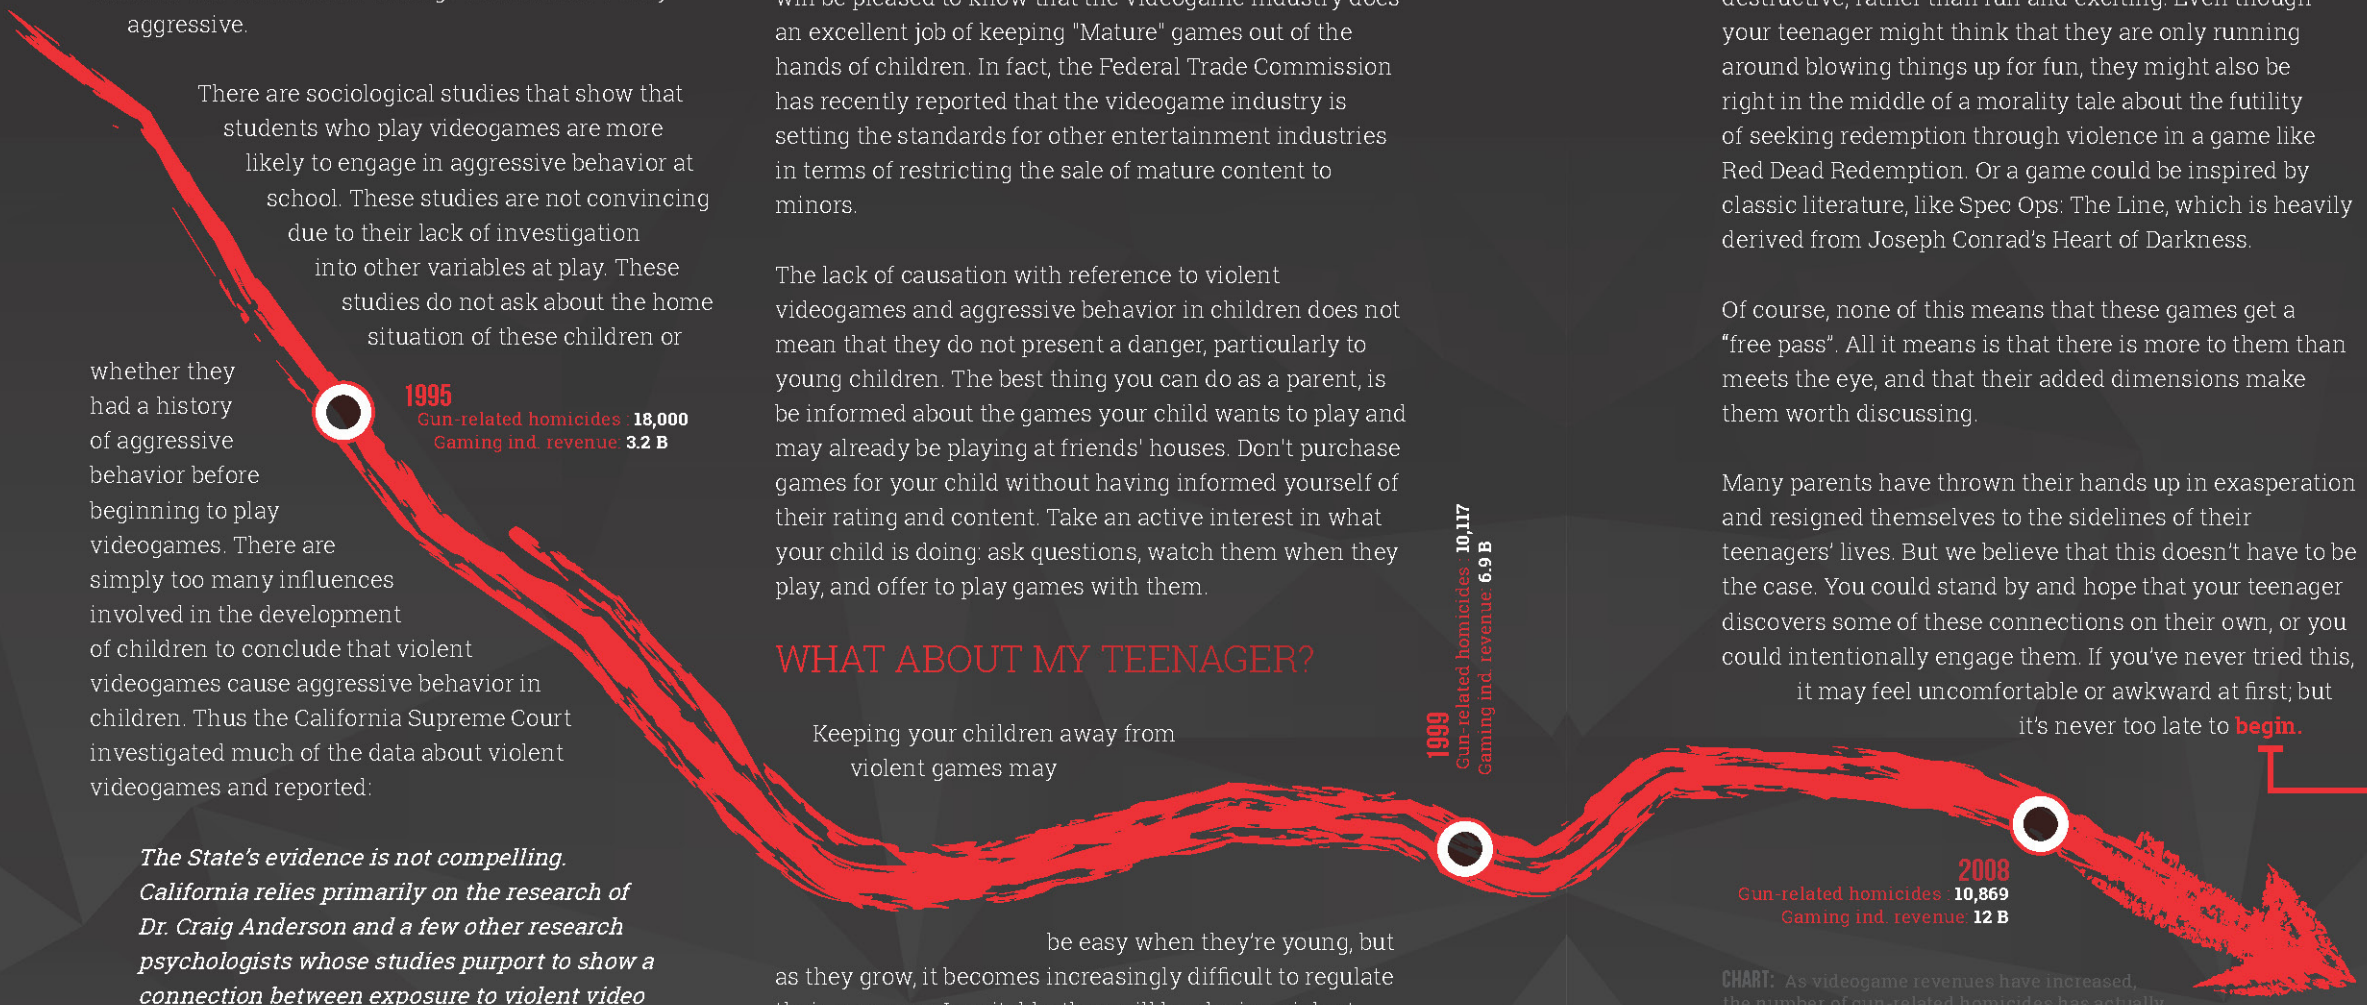 aggressive.
There are sociological studies that show that
students who play videogames are more
likely to engage in aggressive behavior at
school. These studies are not convincing
due to their lack of investigation
into other variables at play. These
studies do not ask about the home
situation of these children or
whether they
had a history
of aggressive
behavior before
beginning to play
videogames. There are
simply too many influences
involved in the development
of children to conclude that violent
videogames cause aggressive behavior in
children. Thus the California Supreme Court
investigated much of the data about violent
videogames and reported:
The State's evidence is not compelling.
California relies primarily on the research of
Dr. Craig Anderson and a few other research
psychologists whose studies purport to show a
connection between exposure to violent video
1995
Gun-related homicides : 18,000
Gaming ind. revenue: 3.2 B
will be pleased to know that the videogame industry does
an excellent job of keeping "Mature" games out of the
hands of children. In fact, the Federal Trade Commission
has recently reported that the videogame industry is
setting the standards for other entertainment industries
in terms of restricting the sale of mature content to
minors.
The lack of causation with reference to violent
videogames and aggressive behavior in children does not
mean that they do not present a danger, particularly to
young children. The best thing you can do as a parent, is
be informed about the games your child wants to play and
may already be playing at friends' houses. Don't purchase
games for your child without having informed yourself of
their rating and content. Take an active interest in what
your child is doing: ask questions, watch them when they
play, and offer to play games with them.
WHAT ABOUT MY TEENAGER?
Keeping your children away from
violent games may
be easy when they're young, but
as they grow, it becomes increasingly difficult to regulate
1999
Gun-related homicides : 10,117
Gaming ind. revenue: 6.9 B
destructive, rather than fun and exciting. Even though
your teenager might think that they are only running
around blowing things up for fun, they might also be
right in the middle of a morality tale about the futility
of seeking redemption through violence in a game like
Red Dead Redemption. Or a game could be inspired by
classic literature, like Spec Ops: The Line, which is heavily
derived from Joseph Conrad's Heart of Darkness.
Of course, none of this means that these games get a
“free pass”. All it means is that there is more to them than
meets the eye, and that their added dimensions make
them worth discussing.
Many parents have thrown their hands up in exasperation
and resigned themselves to the sidelines of their
teenagers’ lives. But we believe that this doesn’t have to be
the case. You could stand by and hope that your teenager
discovers some of these connections on their own, or you
could intentionally engage them. If you’ve never tried this,
it may feel uncomfortable or awkward at first; but
it’s never too late to begin.
2008
Gun-related homicides : 10,869
Gaming ind. revenue: 12 B
CHART: As videogame revenues have increased,
the number of gun-related homicides has actually